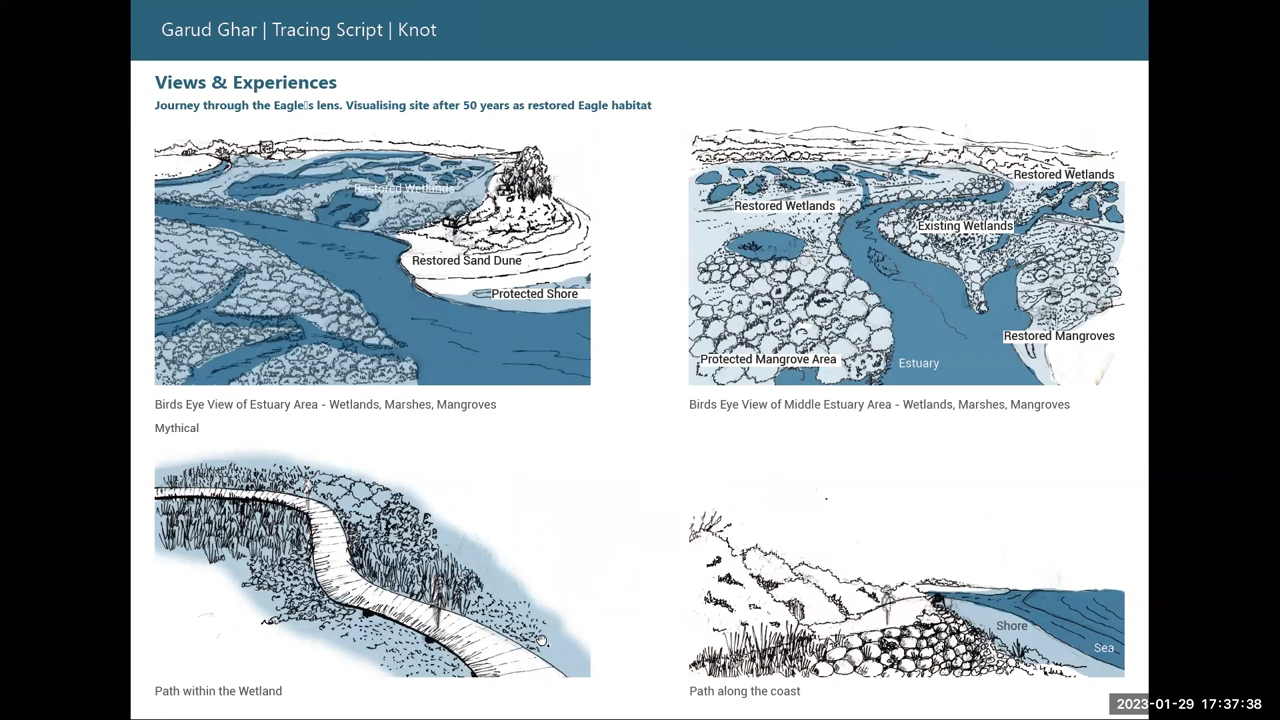 Garud Ghar | Tracing Script | Knot
Views & Experiences
Journey through the Eagle▯s lens. Visualising site after 50 years as restored Eagle habitat
Restored Wetlands
Restored Sand Dune
Protected Shore
Restored Wetlands
Restored Wetlands
Existing Wetlands
Restored Mangroves
Protected Mangrove Area
Estuary
Birds Eye View of Estuary Area - Wetlands, Marshes, Mangroves
Birds Eye View of Middle Estuary Area - Wetlands, Marshes, Mangroves
Mythical
Shore
Sea
Path within the Wetland
Path along the coast
2023-01-29 17:37:38